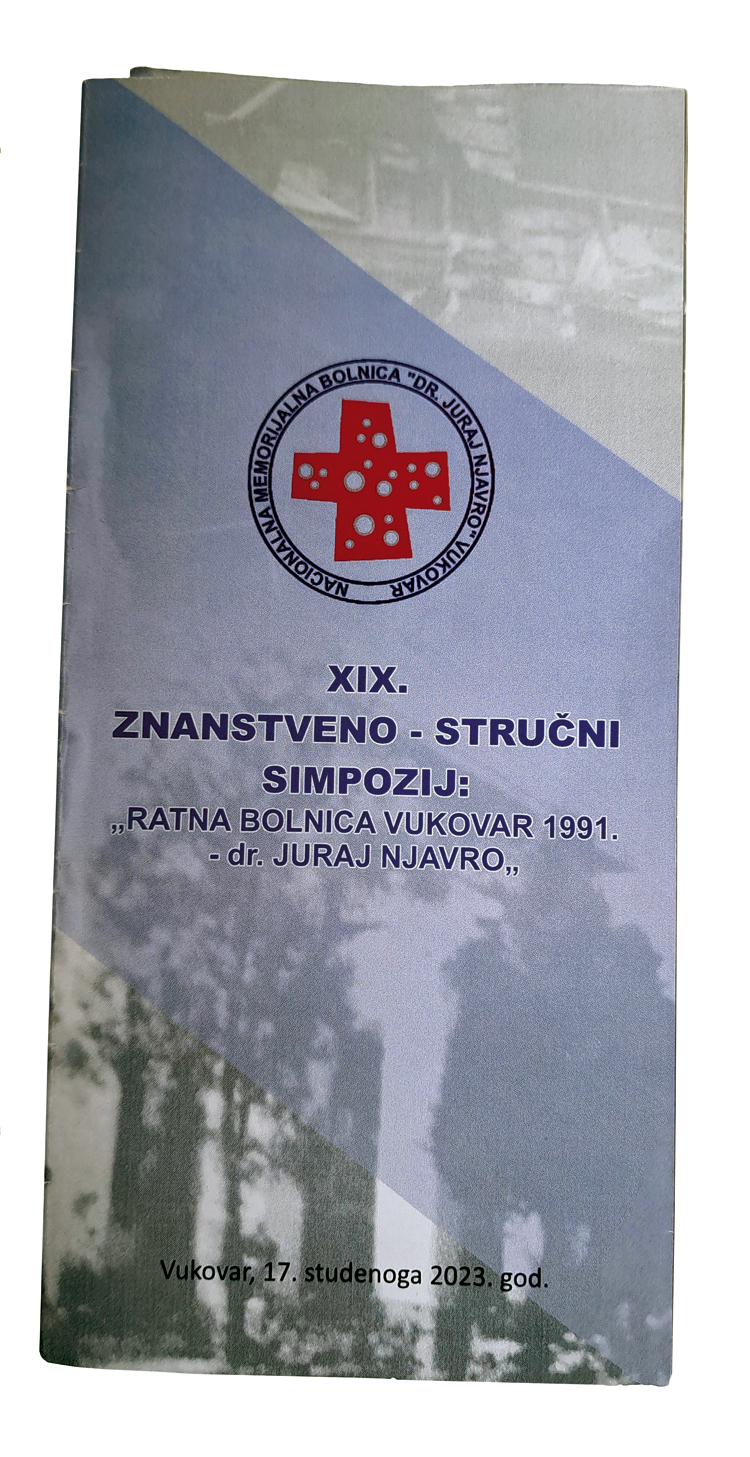 NACIONALNA MEMORIJALNA BOLNICA "DR. JURAJ NJAVRO" VUKOVAR
XIX.
ZNANSTVENO - STRUČNI
SIMPOZIJ:
„RATNA BOLNICA VUKOVAR 1991.
- dr. JURAJ NJAVRO„
Vukovar, 17. studenoga 2023. god.